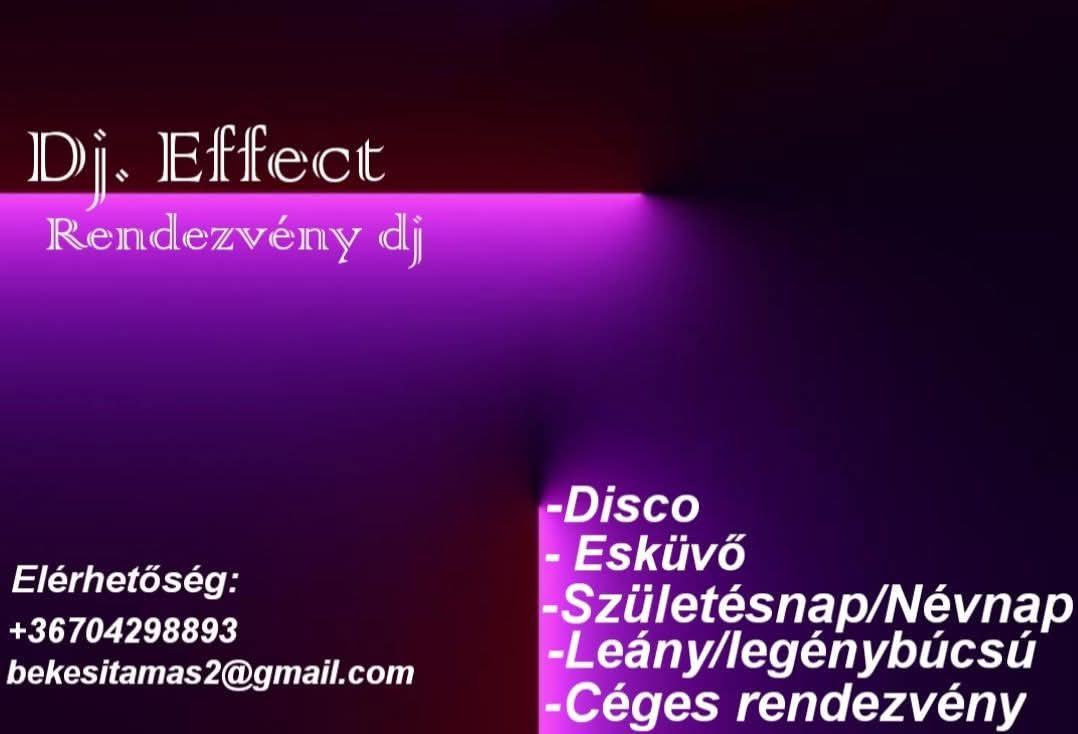 Dj. Effect
Rendezvény dj
Elérhetőség:
+36704298893
bekesitamas2@gmail.com
-Disco
- Esküvő
-Születésnap/Névnap
-Leány/legénybúcsú
-Céges rendezvény